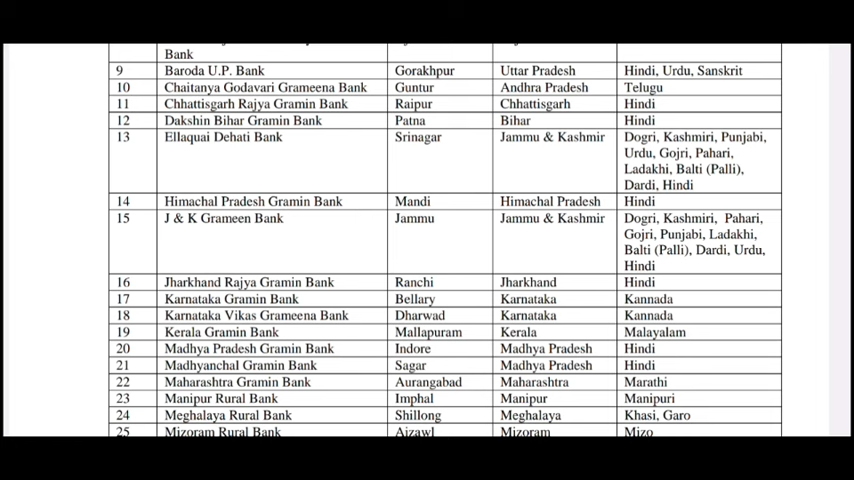 Bank
9 Baroda U.P. Bank Gorakhpur Uttar Pradesh Hindi, Urdu, Sanskrit
10 Chaitanya Godavari Grameena Bank Guntur Andhra Pradesh Telugu
11 Chhattisgarh Rajya Gramin Bank Raipur Chhattisgarh Hindi
12 Dakshin Bihar Gramin Bank Patna Bihar Hindi
13 Ellaquai Dehati Bank Srinagar Jammu & Kashmir Dogri, Kashmiri, Punjabi,
Urdu, Gojri, Pahari,
Ladakhi, Balti (Palli),
Dardi, Hindi
14 Himachal Pradesh Gramin Bank Mandi Himachal Pradesh Hindi
15 J & K Grameen Bank Jammu Jammu & Kashmir Dogri, Kashmiri, Pahari,
Gojri, Punjabi, Ladakhi,
Balti (Palli), Dardi, Urdu,
Hindi
16 Jharkhand Rajya Gramin Bank Ranchi Jharkhand Hindi
17 Karnataka Gramin Bank Bellary Karnataka Kannada
18 Karnataka Vikas Grameena Bank Dharwad Karnataka Kannada
19 Kerala Gramin Bank Mallapuram Kerala Malayalam
20 Madhya Pradesh Gramin Bank Indore Madhya Pradesh Hindi
21 Madhyanchal Gramin Bank Sagar Madhya Pradesh Hindi
22 Maharashtra Gramin Bank Aurangabad Maharashtra Marathi
23 Manipur Rural Bank Imphal Manipur Manipuri
24 Meghalaya Rural Bank Shillong Meghalaya Khasi, Garo
25 Mizoram Rural Bank Aizawl Mizoram Mizo